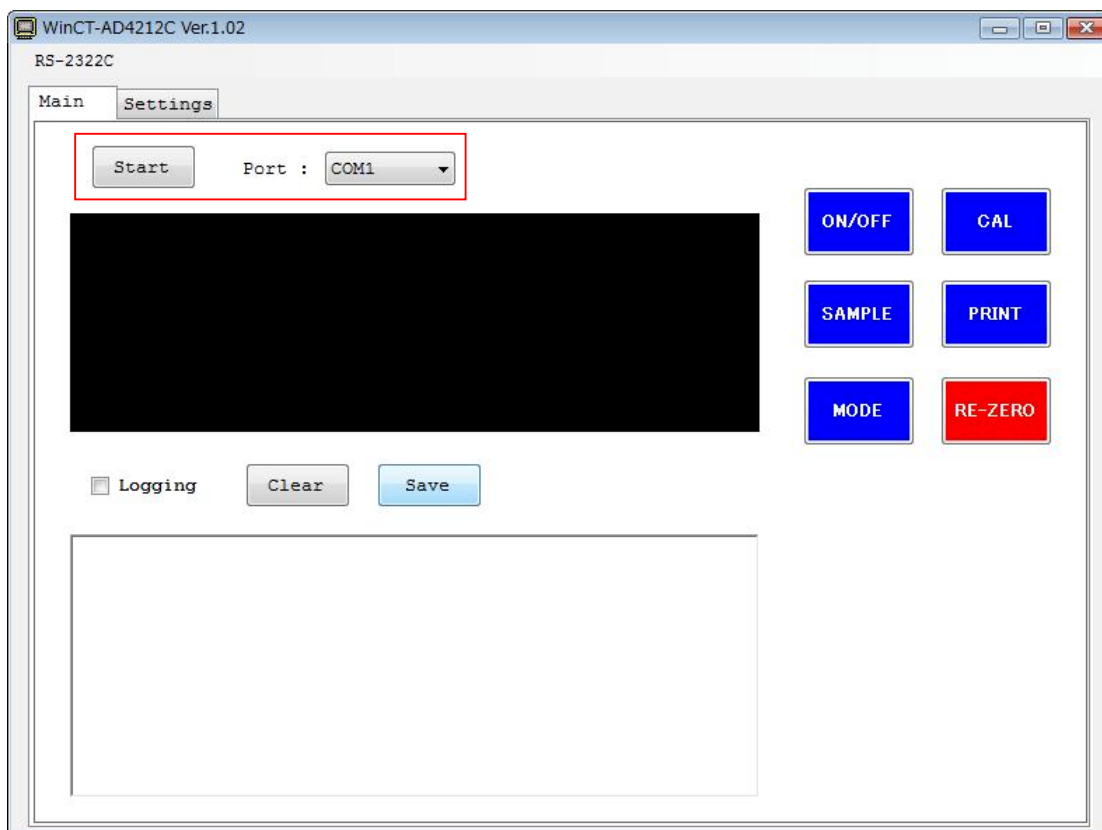 WinCT-AD4212C Ver.1.02
RS-2322C
Main Settings
Start Port : COM1
ON/OFF CAL
SAMPLE PRINT
MODE RE-ZERO
Logging Clear Save